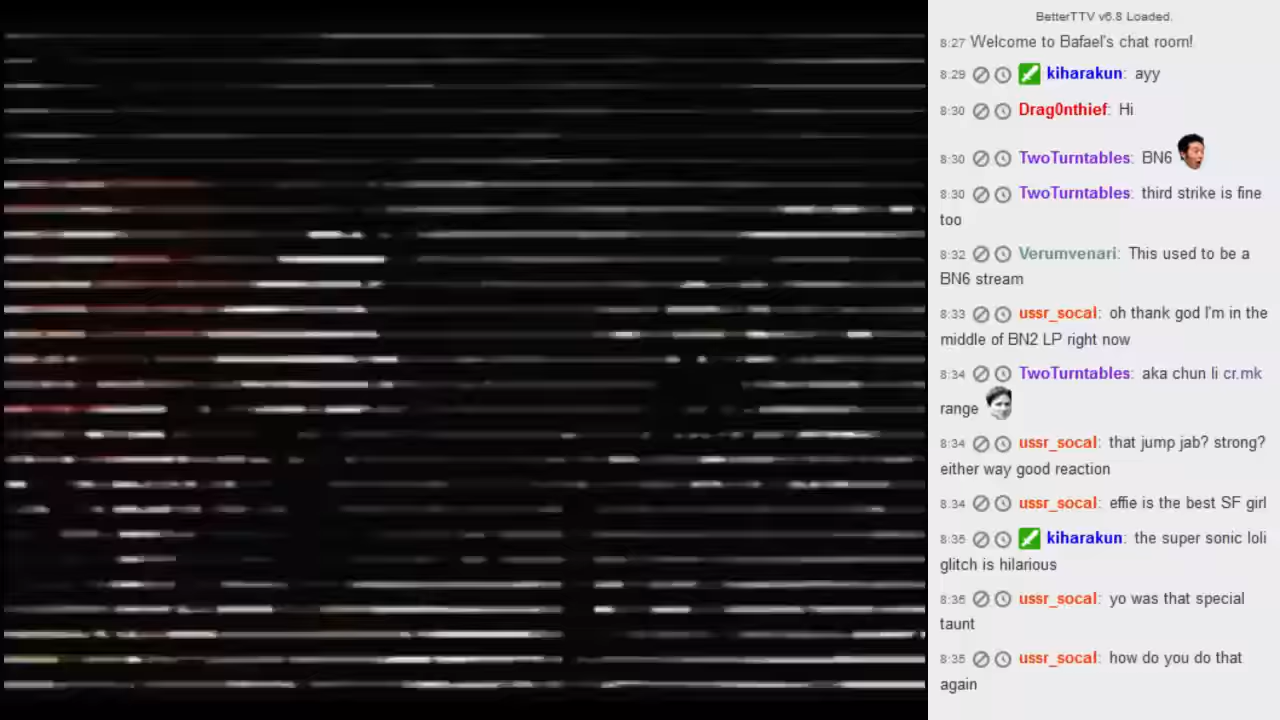 BetterTTV v6.8 Loaded.
8:27 Welcome to Bafael's chat room!
8:29 kiharakun: ayy
8:30 Drag0nthief: Hi
8:30 TwoTurntables: BN6
8:30 TwoTurntables: third strike is fine
too
8:32 Verumvenari: This used to be a
BN6 stream
8:33 ussr_socal: oh thank god I'm in the
middle of BN2 LP right now
8:34 TwoTurntables: aka chun li cr.mk
range
8:34 ussr_socal: that jump jab? strong?
either way good reaction
8:34 ussr_socal: effie is the best SF girl
8:35 kiharakun: the super sonic loli
glitch is hilarious
8:35 ussr_socal: yo was that special
taunt
8:35 ussr_socal: how do you do that
again